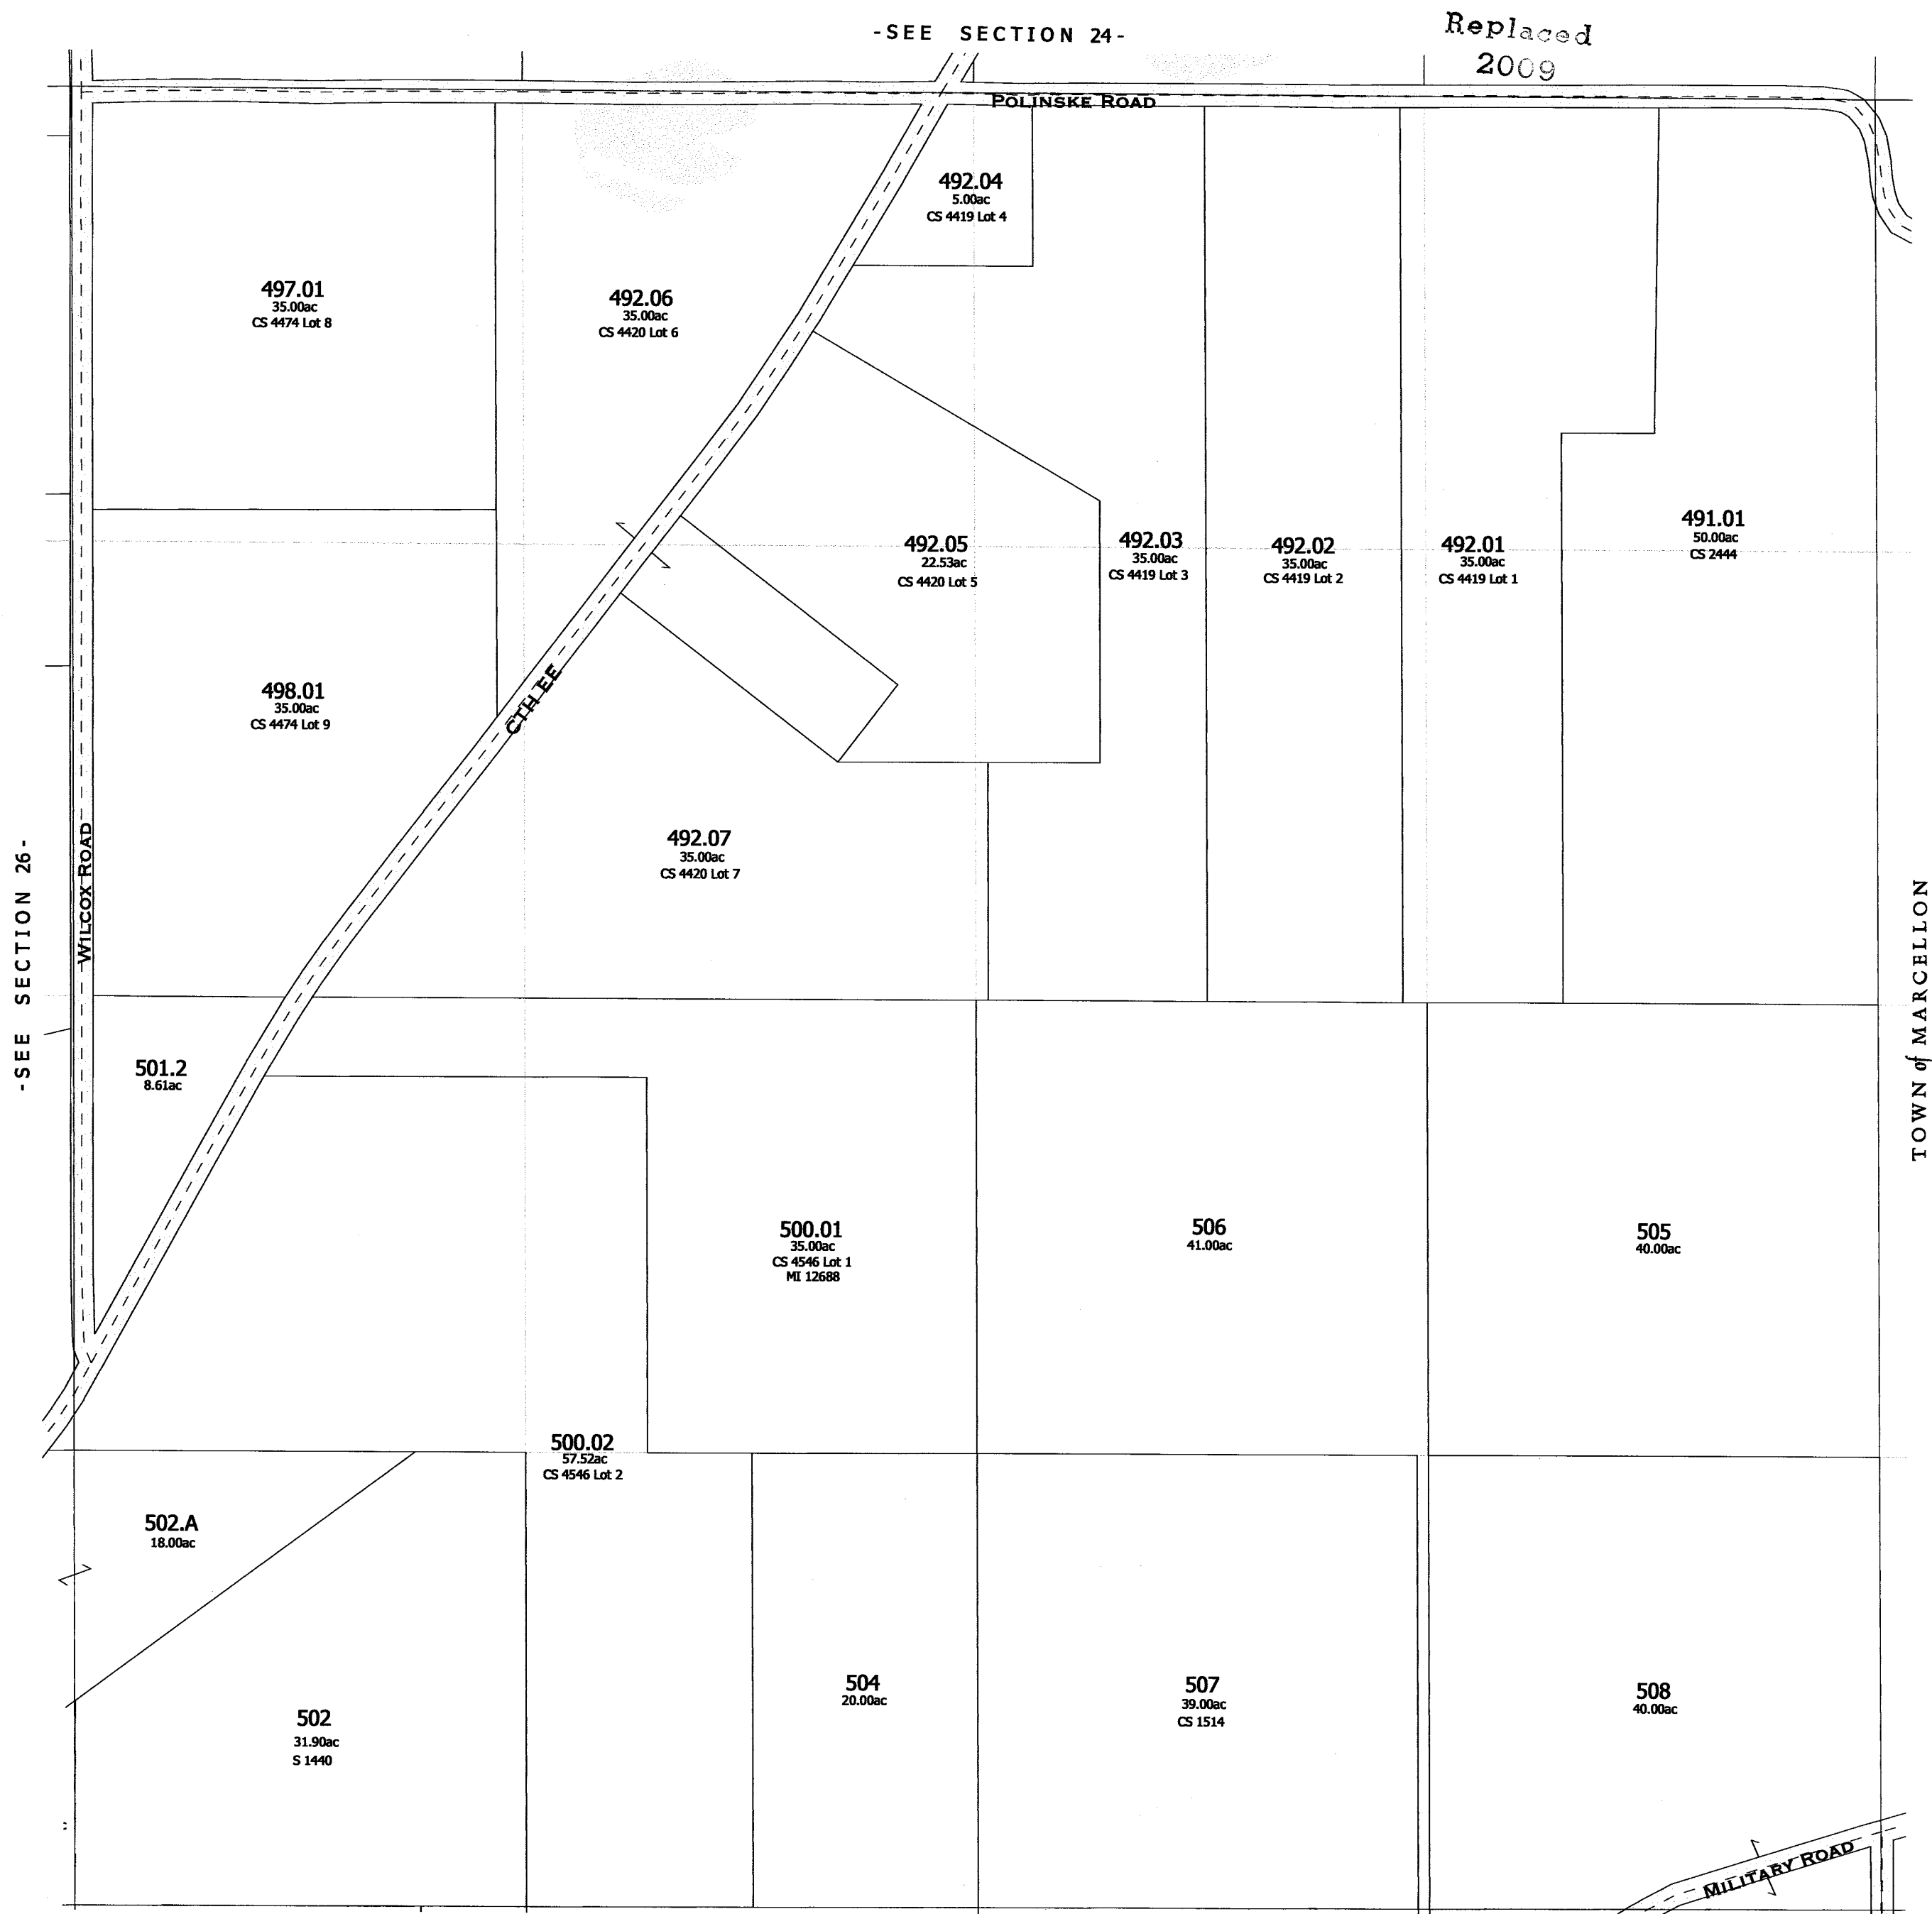 -SEE SECTION 24-
Replaced
2009
POLINSKE ROAD
492.04
5.00ac
CS 4419 Lot 4
497.01
35.00ac
CS 4474 Lot 8
492.06
35.00ac
CS 4420 Lot 6
492.05
22.53ac
CS 4420 Lot 5
492.03
35.00ac
CS 4419 Lot 3
492.02
35.00ac
CS 4419 Lot 2
492.01
35.00ac
CS 4419 Lot 1
491.01
50.00ac
CS 2444
498.01
35.00ac
CS 4474 Lot 9
CTH EE
492.07
35.00ac
CS 4420 Lot 7
-SEE SECTION 26-
WILCOX ROAD
TOWN of MARCELLON
501.2
8.61ac
500.01
35.00ac
CS 4546 Lot 1
MI 12688
506
41.00ac
505
40.00ac
500.02
57.52ac
CS 4546 Lot 2
502.A
18.00ac
502
31.90ac
S 1440
504
20.00ac
507
39.00ac
CS 1514
508
40.00ac
MILITARY ROAD